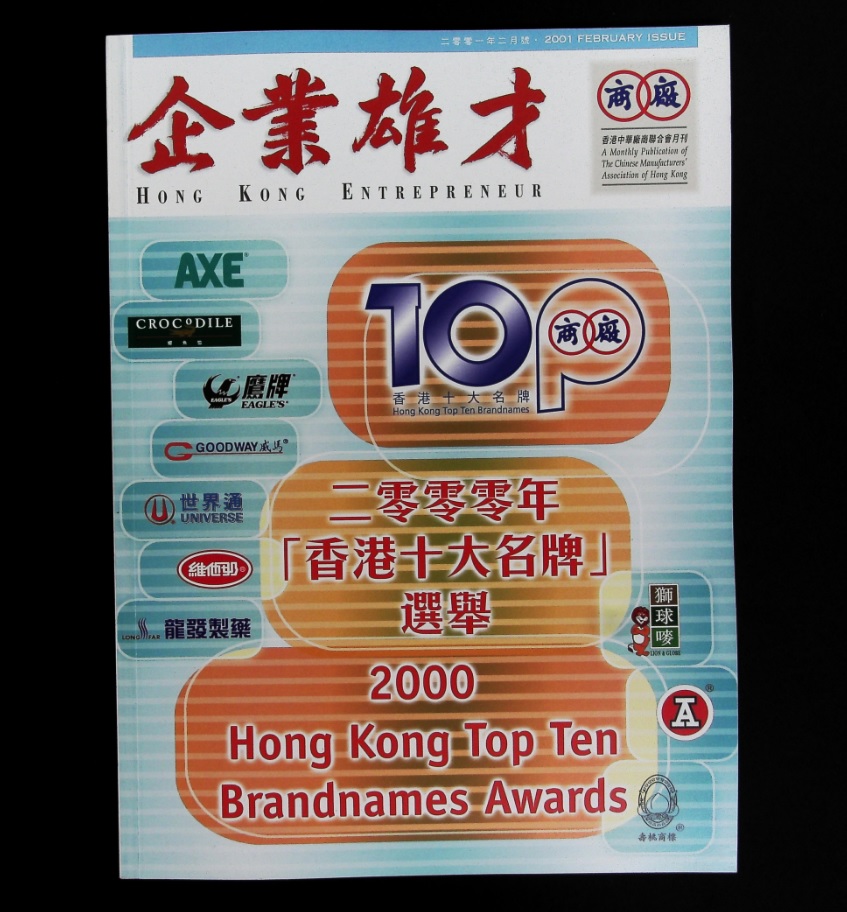 二零零一年二月號 · 2001 FEBRUARY ISSUE
企業雄才
HONG KONG ENTREPRENEUR
商 廠
香港中華廠商聯合會月刊
A Monthly Publication of
The Chinese Manufacturers'
Association of Hong Kong
AXE®
CROCODILE
鷹牌
EAGLE'S
EAGLE'S®
GOODWAY威馬®
世界通
UNIVERSE
維他奶®
LONG FAR 龍發製藥
10p
商 廠
香港十大名牌
Hong Kong Top Ten Brandnames
二零零零年
「香港十大名牌」
選舉
2000
Hong Kong Top Ten
Brandnames Awards
獅
球
嘜
LION & GLOBE
A®
壽桃商標®